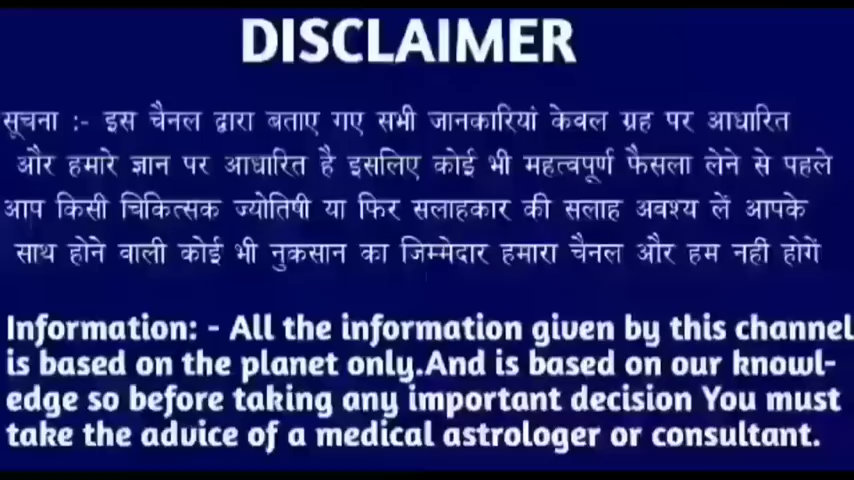 DISCLAIMER
सूचना :- इस चैनल द्वारा बताए गए सभी जानकारियां केवल ग्रह पर आधारित
और हमारे ज्ञान पर आधारित है इसलिए कोई भी महत्वपूर्ण फैसला लेने से पहले
आप किसी चिकित्सक ज्योतिषी या फिर सलाहकार की सलाह अवश्य लें आपके
साथ होने वाली कोई भी नुकसान का जिम्मेदार हमारा चैनल और हम नहीं होगें
Information: - All the information given by this channel
is based on the planet only.And is based on our knowl-
edge so before taking any important decision You must
take the advice of a medical astrologer or consultant.